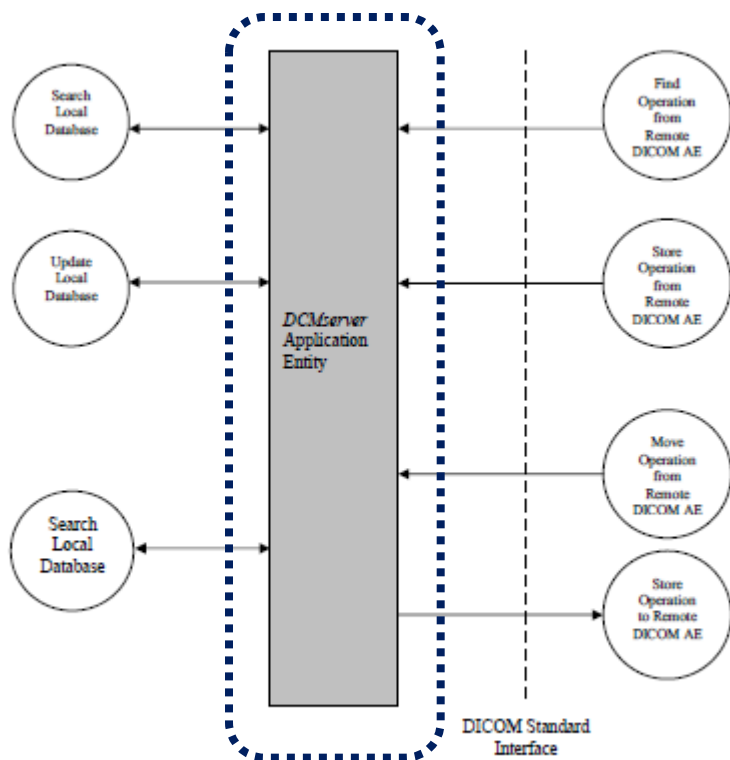 Search
Local
Database
Update
Local
Database
Search
Local
Database
DCMserver
Application
Entity
Find
Operation
from
Remote
DICOM AE
Store
Operation
from
Remote
DICOM AE
Move
Operation
from
Remote
DICOM AE
Store
Operation
to Remote
DICOM AE
DICOM Standard
Interface